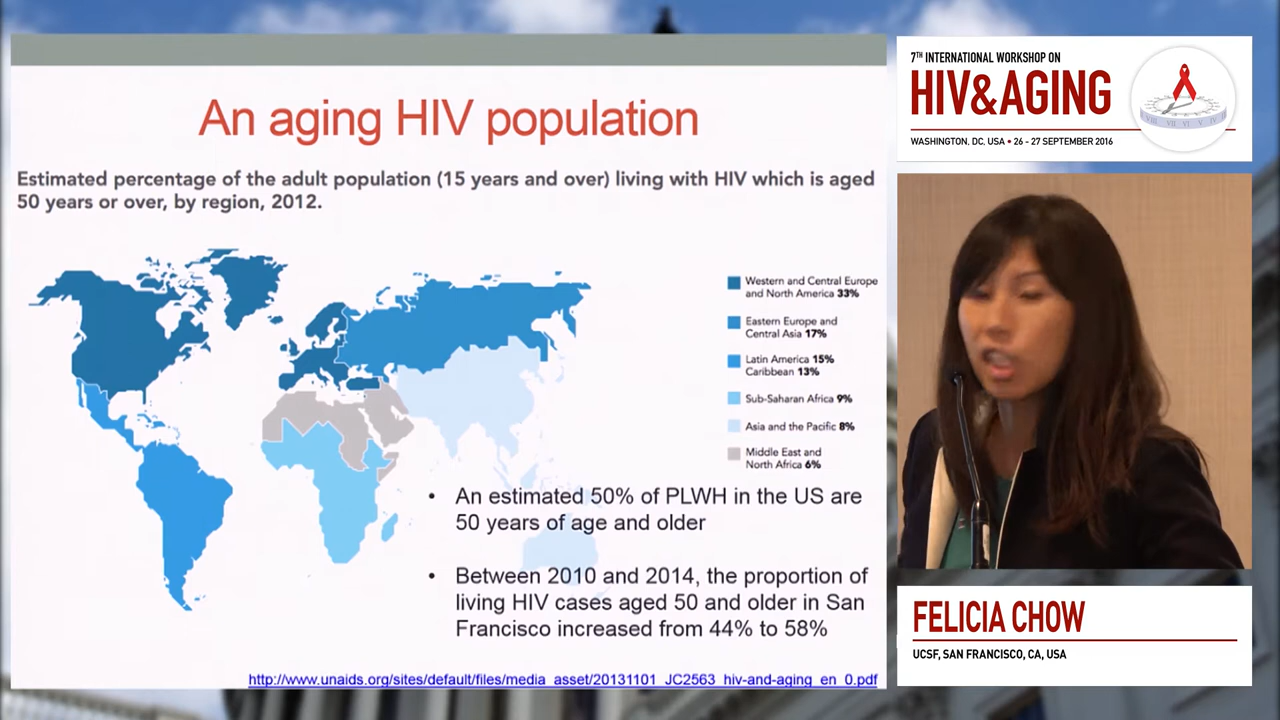 An aging HIV population
Estimated percentage of the adult population (15 years and over) living with HIV which is aged
50 years or over, by region, 2012.
Western and Central Europe
and North America 33%
Eastern Europe and
Central Asia 17%
Latin America 15%
Caribbean 13%
Sub-Saharan Africa 9%
Asia and the Pacific 8%
Middle East and
North Africa 6%
• An estimated 50% of PLWH in the US are
50 years of age and older
• Between 2010 and 2014, the proportion of
living HIV cases aged 50 and older in San
Francisco increased from 44% to 58%
http://www.unaids.org/sites/default/files/media_asset/20131101_JC2563_hiv-and-aging_en_0.pdf
7TH INTERNATIONAL WORKSHOP ON
HIV&AGING
WASHINGTON, DC, USA • 26 - 27 SEPTEMBER 2016
FELICIA CHOW
UCSF, SAN FRANCISCO, CA, USA